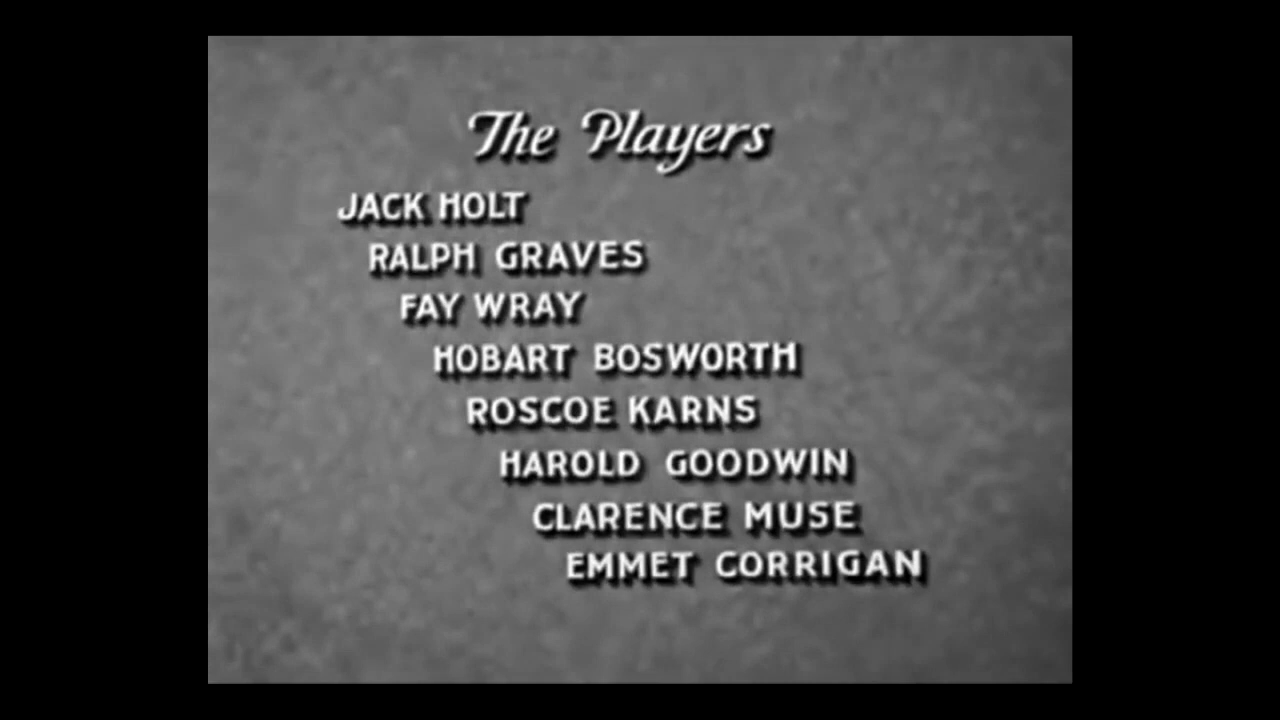 The Players
JACK HOLT
RALPH GRAVES
FAY WRAY
HOBART BOSWORTH
ROSCOE KARNS
HAROLD GOODWIN
CLARENCE MUSE
EMMET CORRIGAN